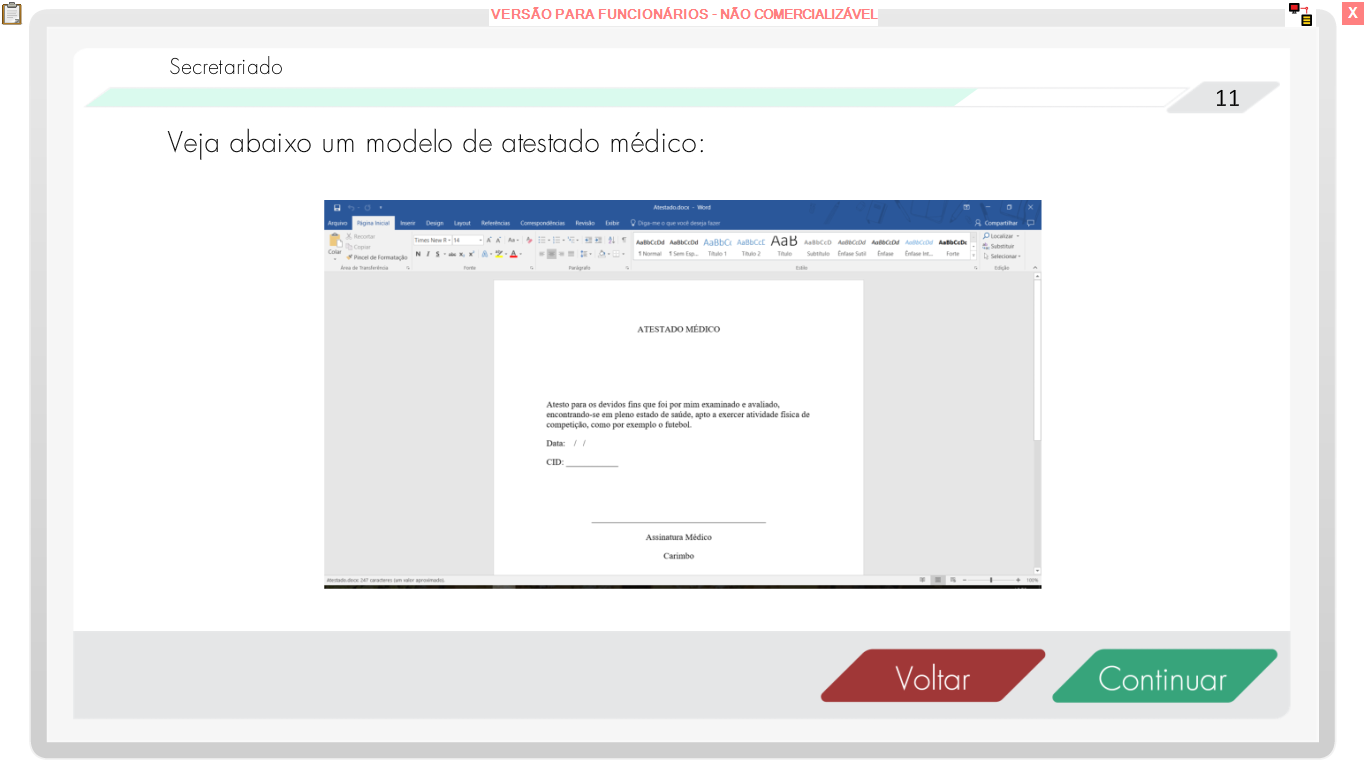 VERSÃO PARA FUNCIONÁRIOS - NÃO COMERCIALIZÁVEL
X
Secretariado
11
Veja abaixo um modelo de atestado médico:
Atestado.docx - Word
Arquivo Página Inicial Inserir Design Layout Referências Correspondências Revisão Exibir Diga-me o que você deseja fazer Compartilhar
Colar
Recortar
Copiar
Pincel de Formatação
Área de Transferência
Times New R 14
N I S abc x₂ x²
Fonte
Parágrafo
AaBbCcDd AaBbCcDd AaBbCc AaBbCcD AaB AaBbCcD AaBbCcDd AaBbCcDd AaBbCcDd AaBbCcDc
¶ Normal ¶ Sem Esp... Título 1 Título 2 Título Subtítulo Ênfase Sutil Ênfase Ênfase Int... Forte
Estilo
Localizar
Substituir
Selecionar
Edição
ATESTADO MÉDICO
Atesto para os devidos fins que foi por mim examinado e avaliado,
encontrando-se em pleno estado de saúde, apto a exercer atividade física de
competição, como por exemplo o futebol.
Data: / /
CID: ____________
Assinatura Médico
Carimbo
Atestado.docx: 247 caracteres (um valor aproximado).
100%
Voltar
Continuar